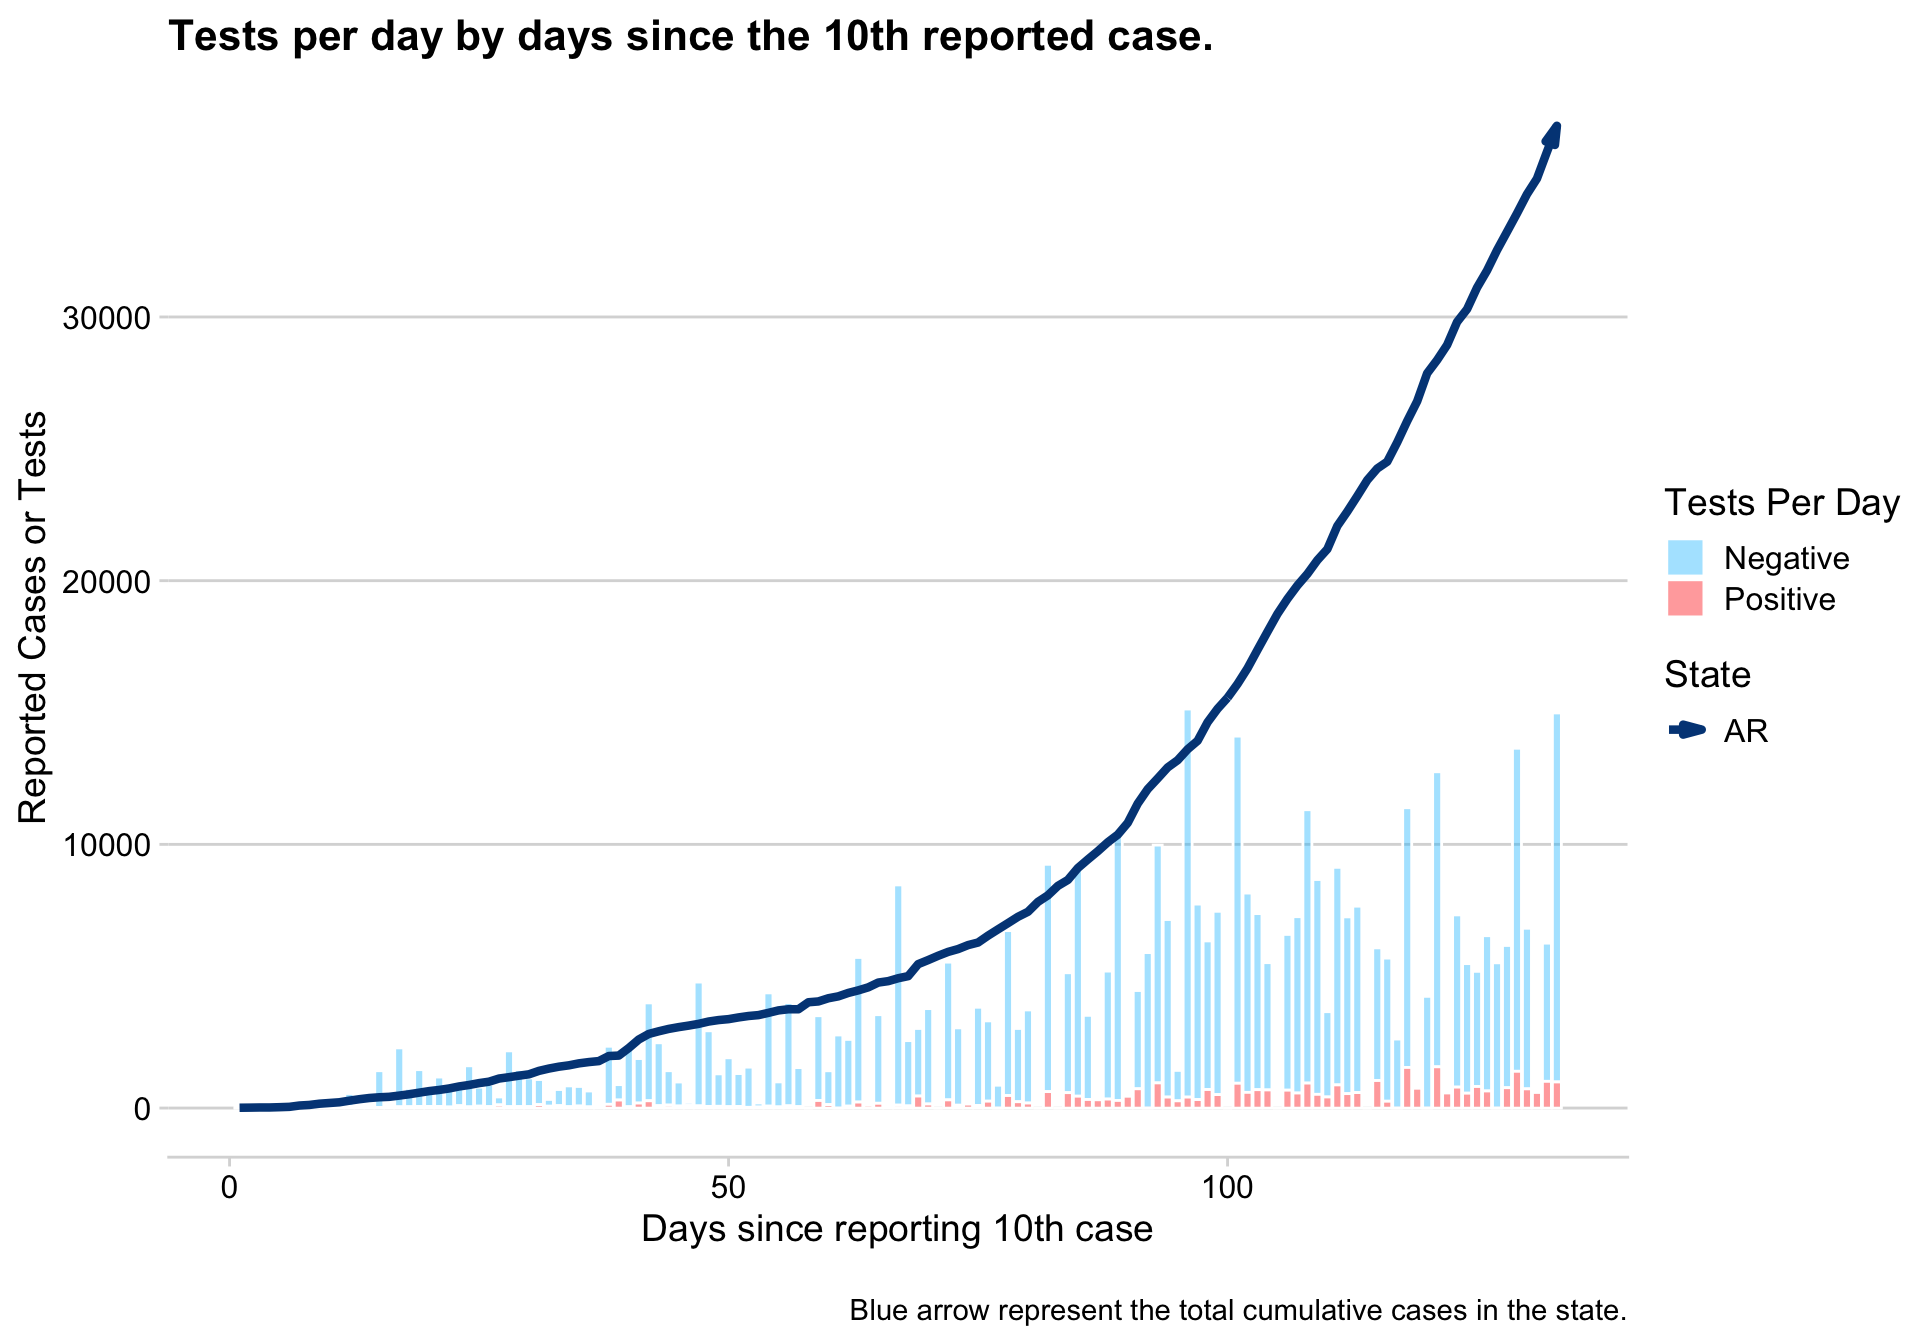 Tests per day by days since the 10th reported case.
30000
20000
10000
0
Reported Cases or Tests
0
50
100
Days since reporting 10th case
Tests Per Day
Negative
Positive
State
AR
Blue arrow represent the total cumulative cases in the state.